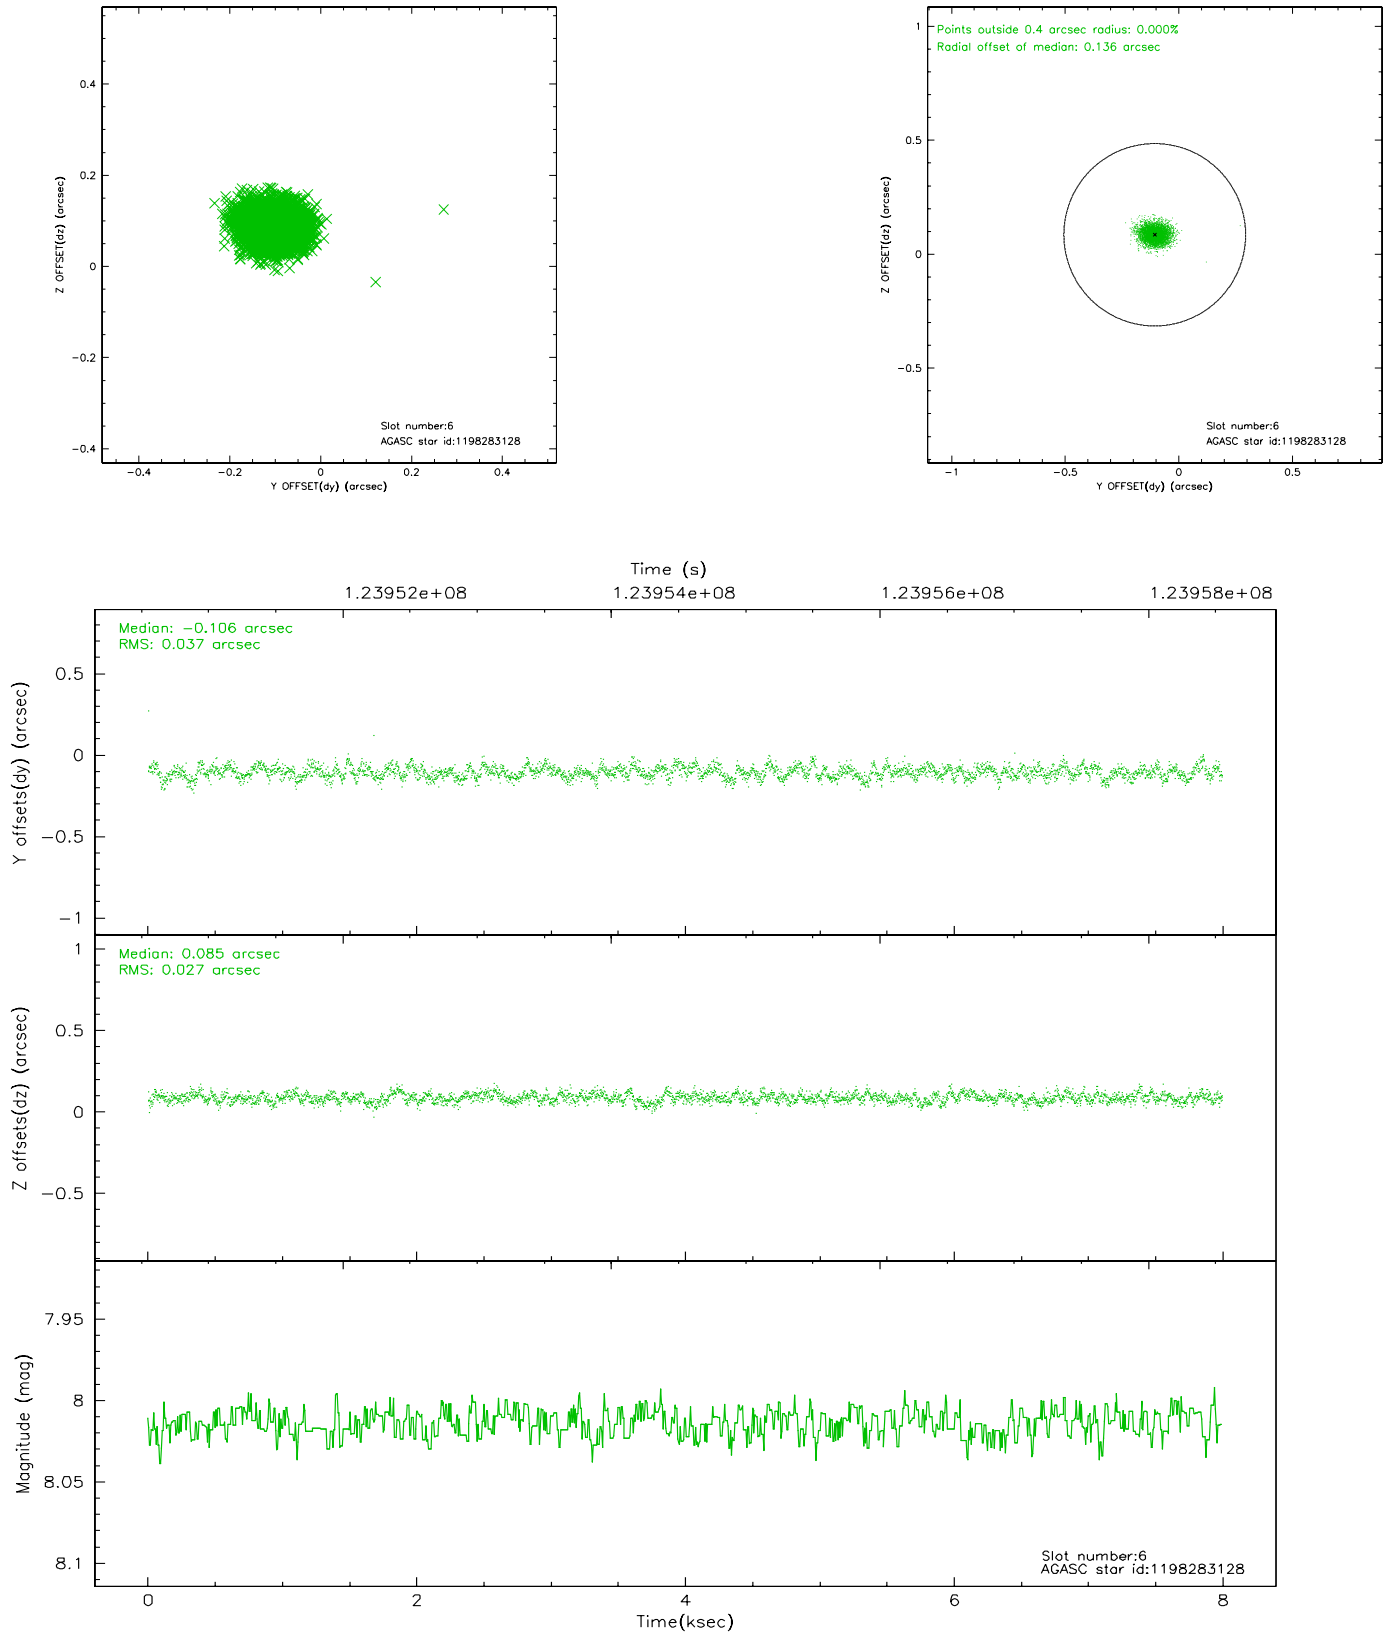 0.4
0.2
0
−0.2
−0.4
Z OFFSET(dz) (arcsec)
Slot number:6
AGASC star id:1198283128
−0.4
−0.2
0
0.2
0.4
Y OFFSET(dy) (arcsec)
Points outside 0.4 arcsec radius: 0.000%
Radial offset of median: 0.136 arcsec
1
0.5
0
−0.5
Z OFFSET(dz) (arcsec)
Slot number:6
AGASC star id:1198283128
−1
−0.5
0
0.5
Y OFFSET(dy) (arcsec)
Time (s)
1.23952e+08
1.23954e+08
1.23956e+08
1.23958e+08
Median: −0.106 arcsec
RMS: 0.037 arcsec
0.5
0
−0.5
−1
Y offsets(dy) (arcsec)
Median: 0.085 arcsec
RMS: 0.027 arcsec
1
0.5
0
−0.5
Z offsets(dz) (arcsec)
7.95
8
8.05
8.1
Magnitude (mag)
Slot number:6
AGASC star id:1198283128
0
2
4
6
8
Time(ksec)